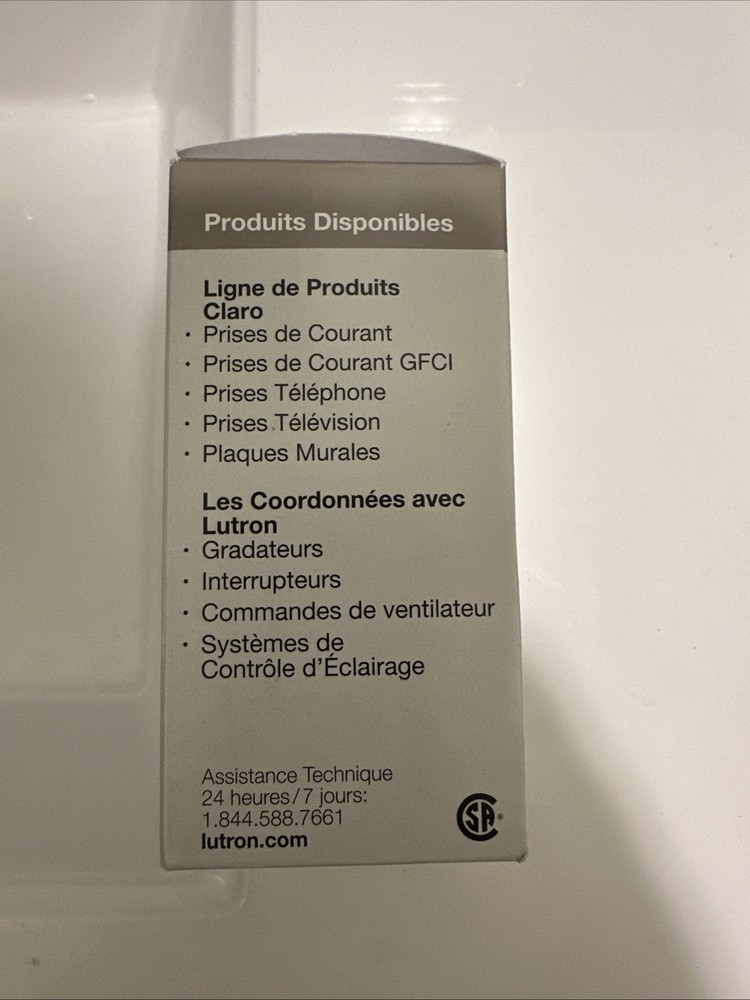 Produits Disponibles
Ligne de Produits
Claro
· Prises de Courant
· Prises de Courant GFCI
· Prises Téléphone
· Prises Télévision
· Plaques Murales
Les Coordonnées avec
Lutron
· Gradateurs
· Interrupteurs
· Commandes de ventilateur
· Systèmes de
Contrôle d'Éclairage
Assistance Technique
24 heures/7 jours:
1.844.588.7661
lutron.com
CSA®